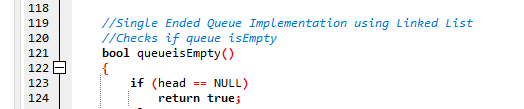 118
119 //Single Ended Queue Implementation using Linked List
120 //Checks if queue isEmpty
121 bool queueisEmpty()
122 {
123 if (head == NULL)
124 return true;